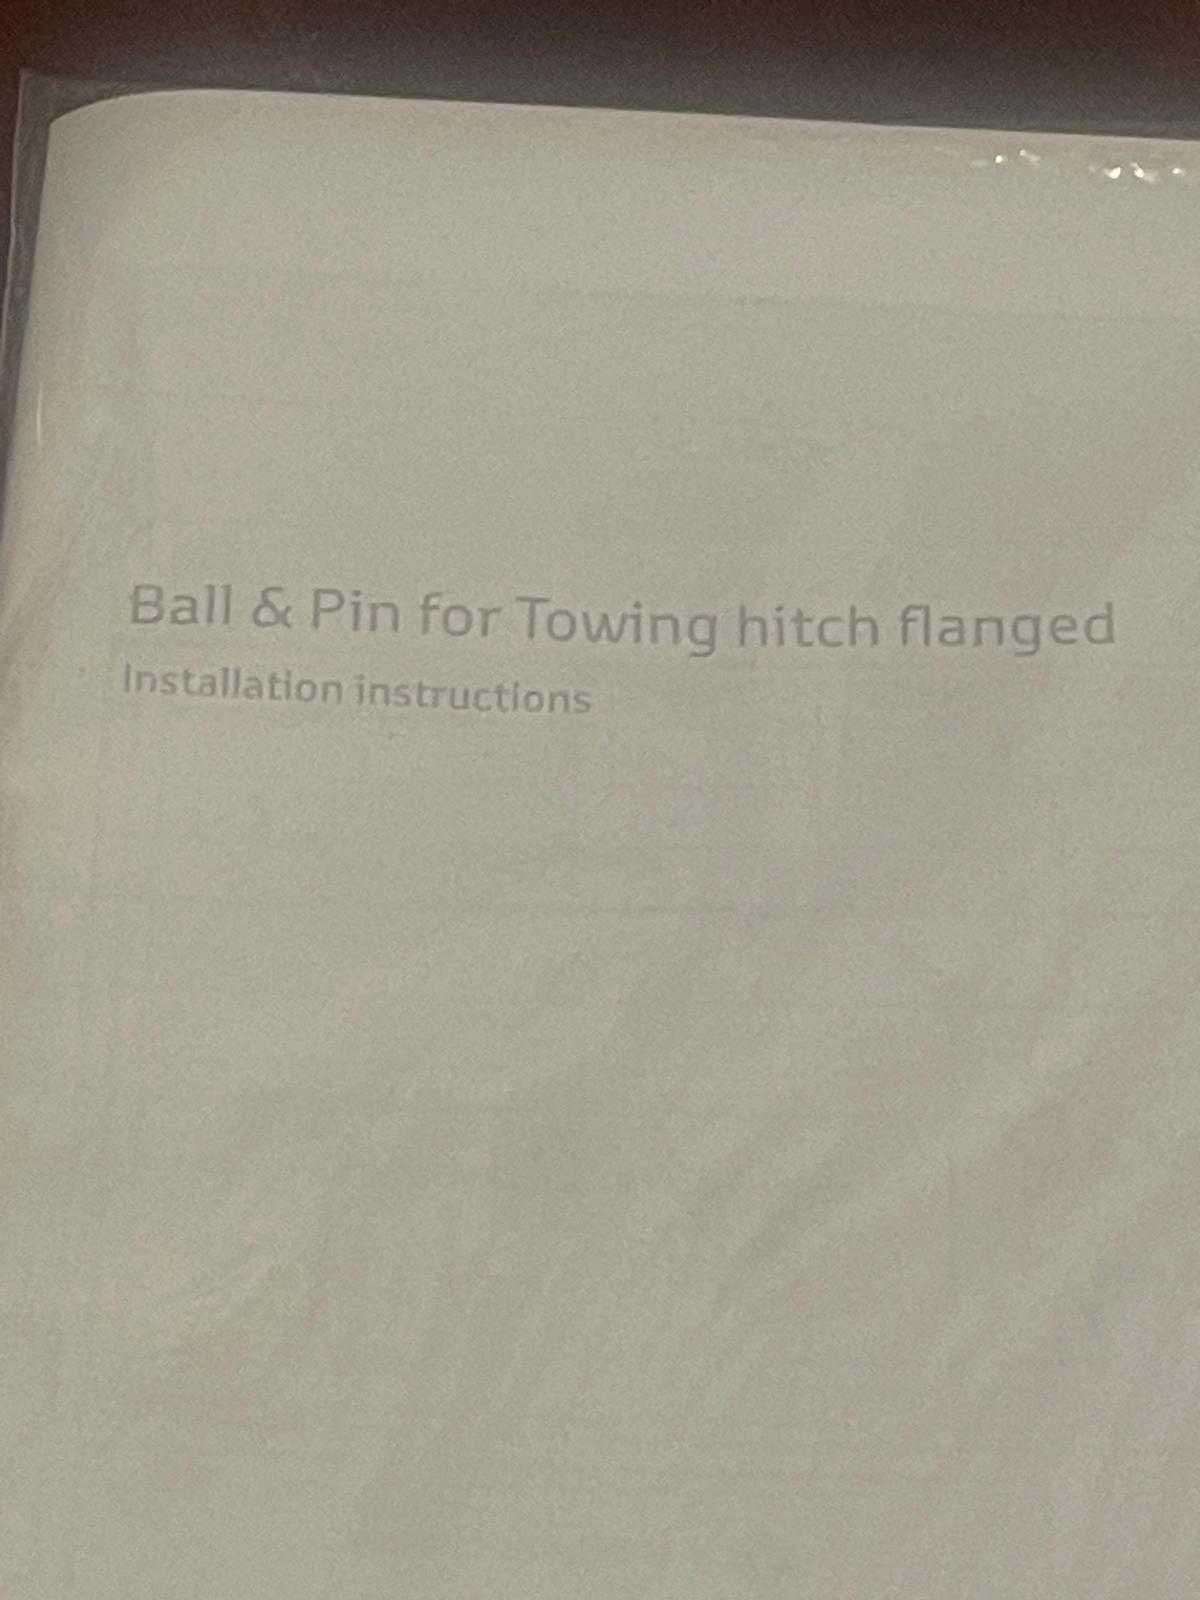 Ball & Pin for Towing hitch flanged
Installation instructions